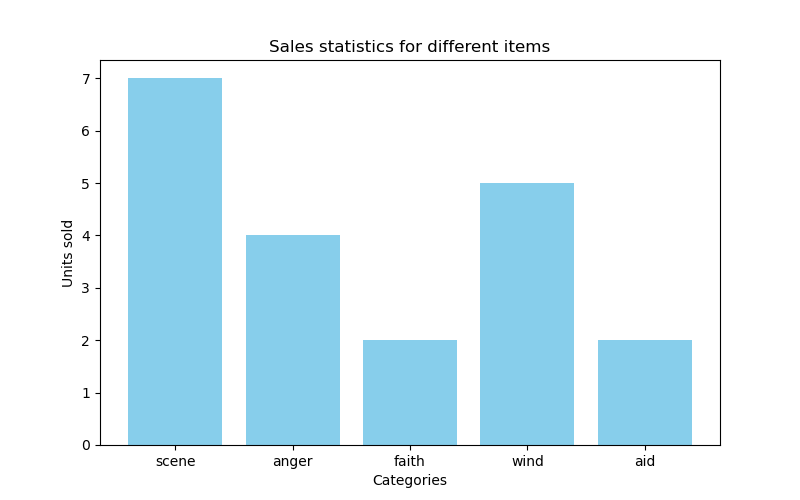 Sales statistics for different items
Units sold
7
6
5
4
3
2
1
0
scene anger faith wind aid
Categories